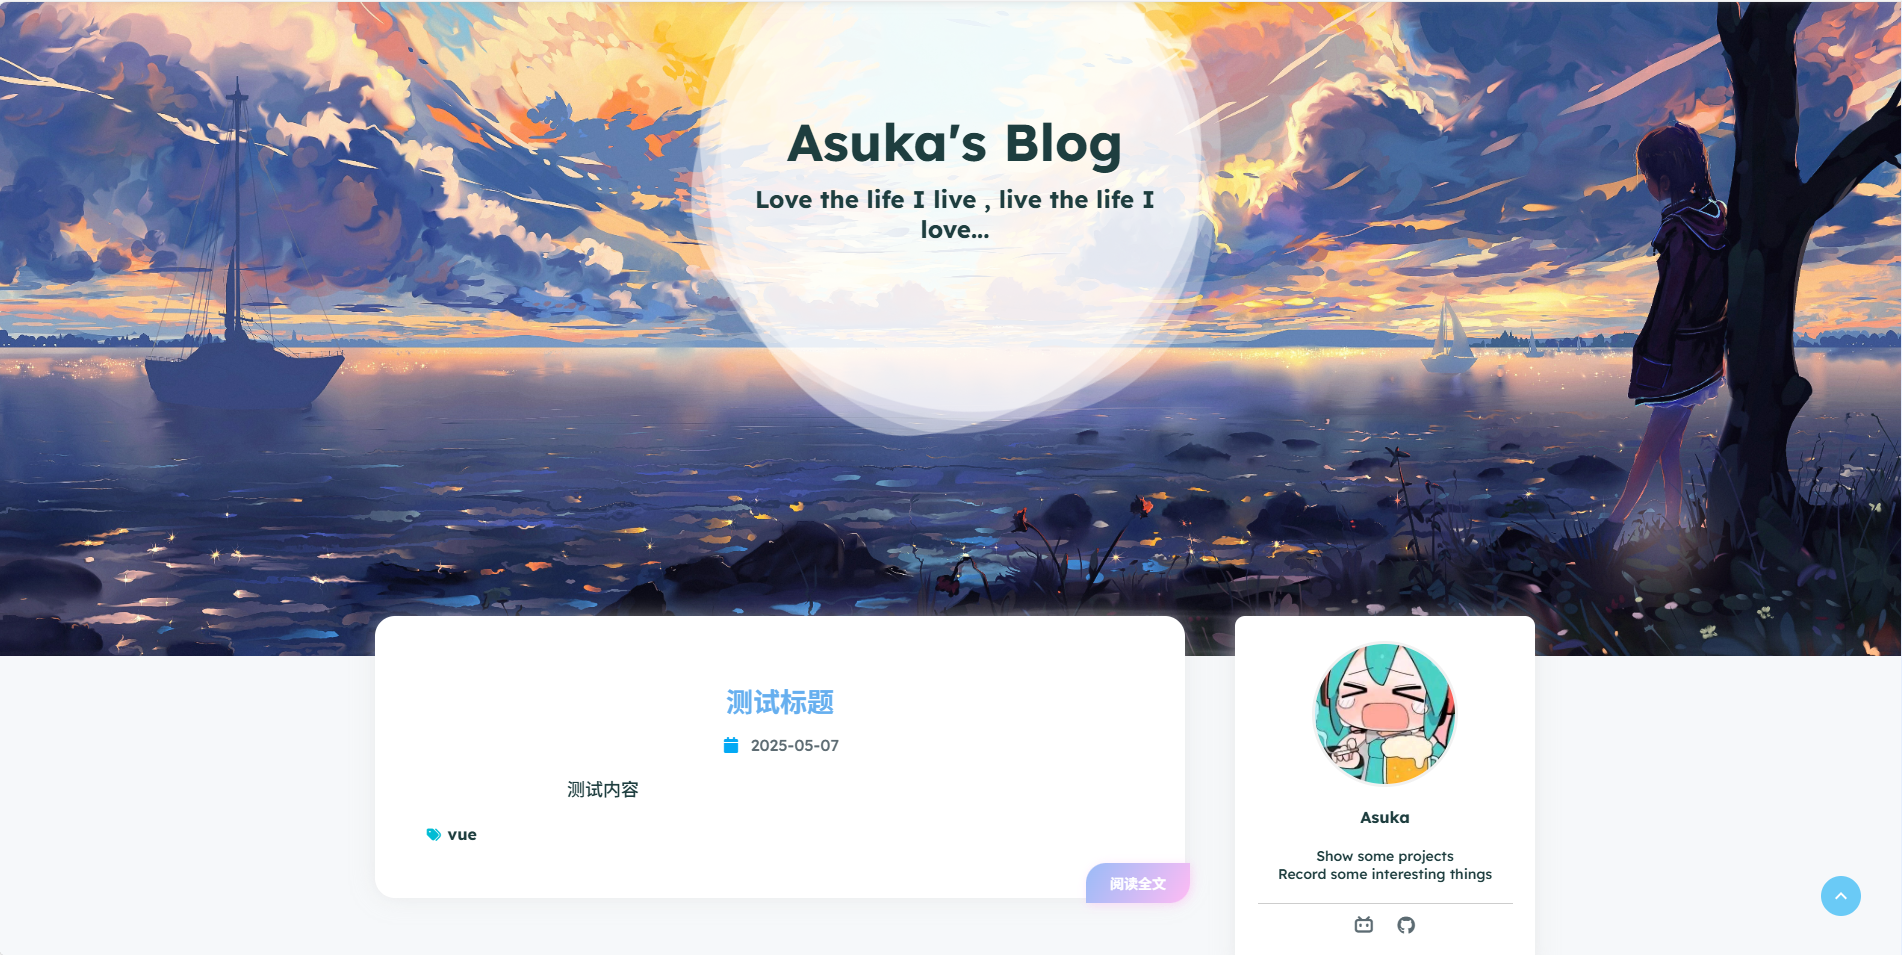 Asuka's Blog
Love the life I live , live the life I
love...
测试标题
2025-05-07
测试内容
vue
阅读全文
Asuka
Show some projects
Record some interesting things